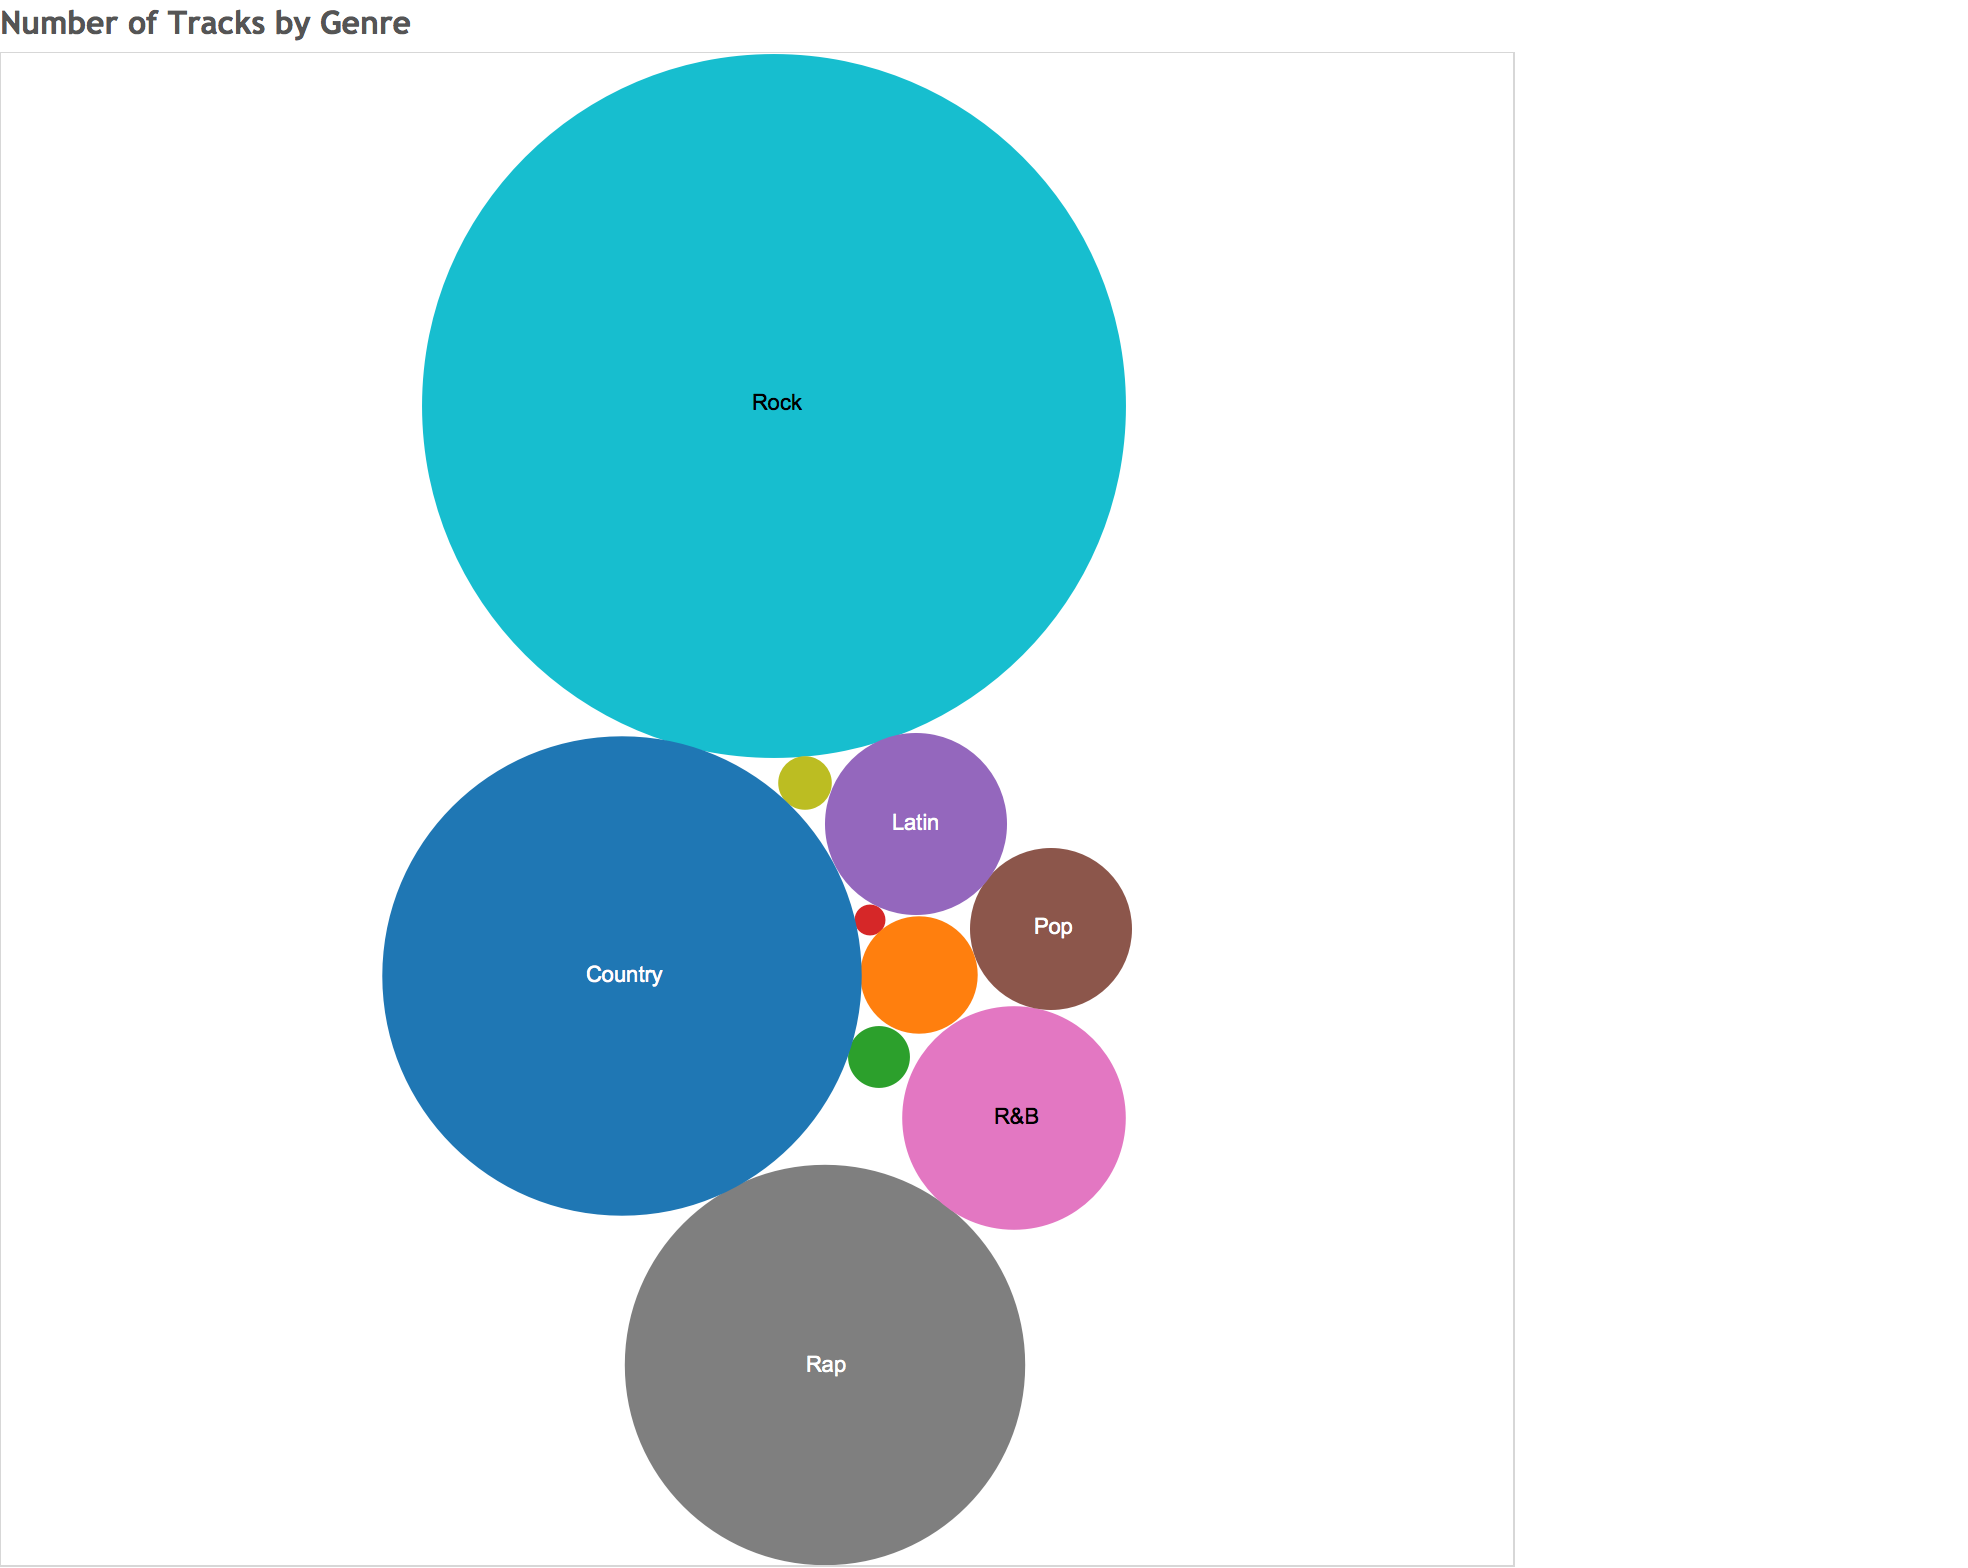 Number of Tracks by Genre
Rock
Latin
Pop
Country
R&B
Rap